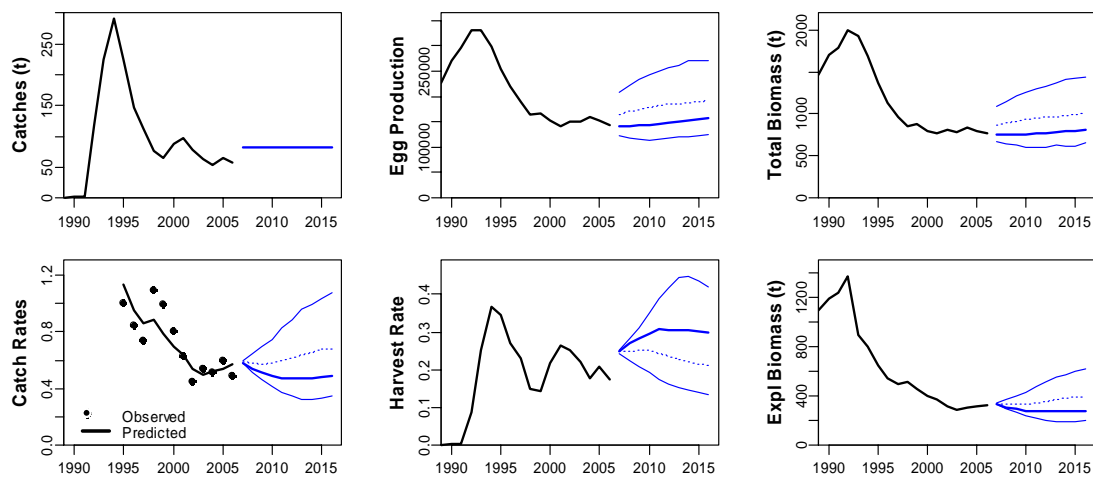 Catches (t)
0 50 150 250
1990 1995 2000 2005 2010 2015
Egg Production
0 100000 250000
1990 1995 2000 2005 2010 2015
Total Biomass (t)
0 500 1000 2000
1990 1995 2000 2005 2010 2015
Catch Rates
0.0 0.4 0.8 1.2
Observed
Predicted
1990 1995 2000 2005 2010 2015
Harvest Rate
0.0 0.1 0.2 0.3 0.4
1990 1995 2000 2005 2010 2015
Expl Biomass (t)
0 400 800 1200
1990 1995 2000 2005 2010 2015